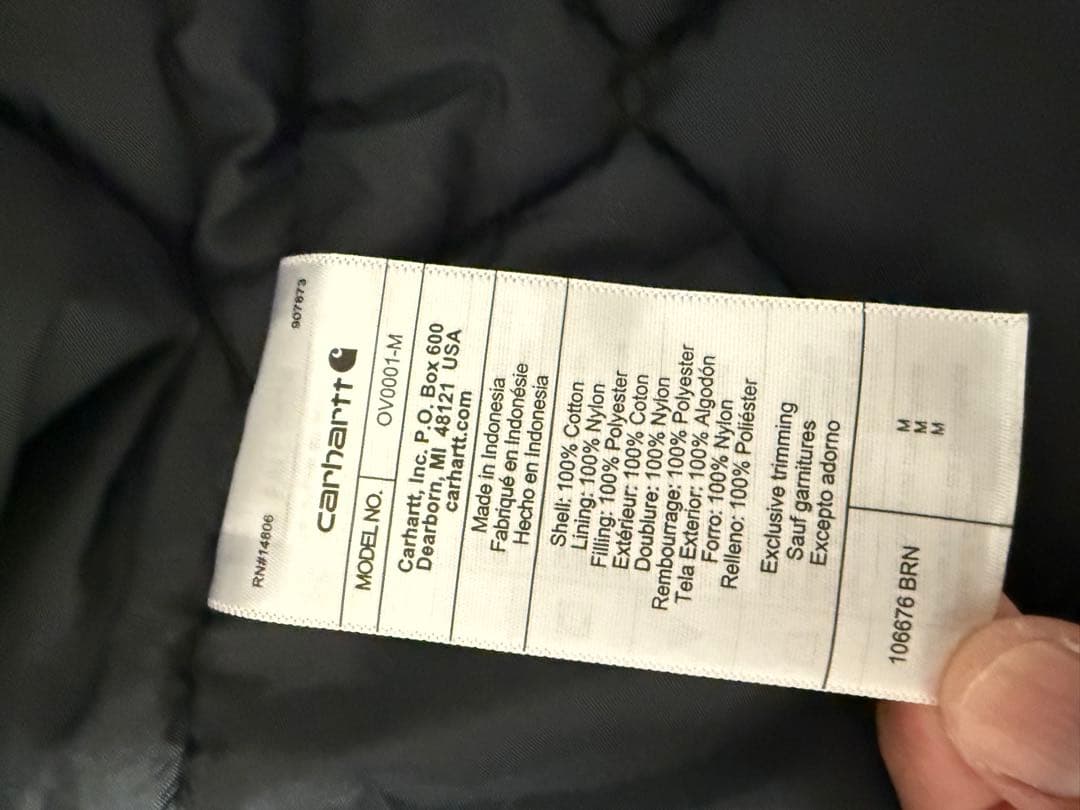 RN#14806 907873
carhartt
MODEL NO. OV0001-M
Carhartt, Inc. P.O. Box 600
Dearborn, MI 48121 USA
carhartt.com
Made in Indonesia
Fabriqué en Indonésie
Hecho en Indonesia
Shell: 100% Cotton
Lining: 100% Nylon
Filling: 100% Polyester
Extérieur: 100% Coton
Doublure: 100% Nylon
Rembourrage: 100% Polyester
Tela Exterior: 100% Algodón
Forro: 100% Nylon
Relleno: 100% Poliéster
Exclusive trimming
Sauf garnitures
Excepto adorno
106676 BRN
M
M
M